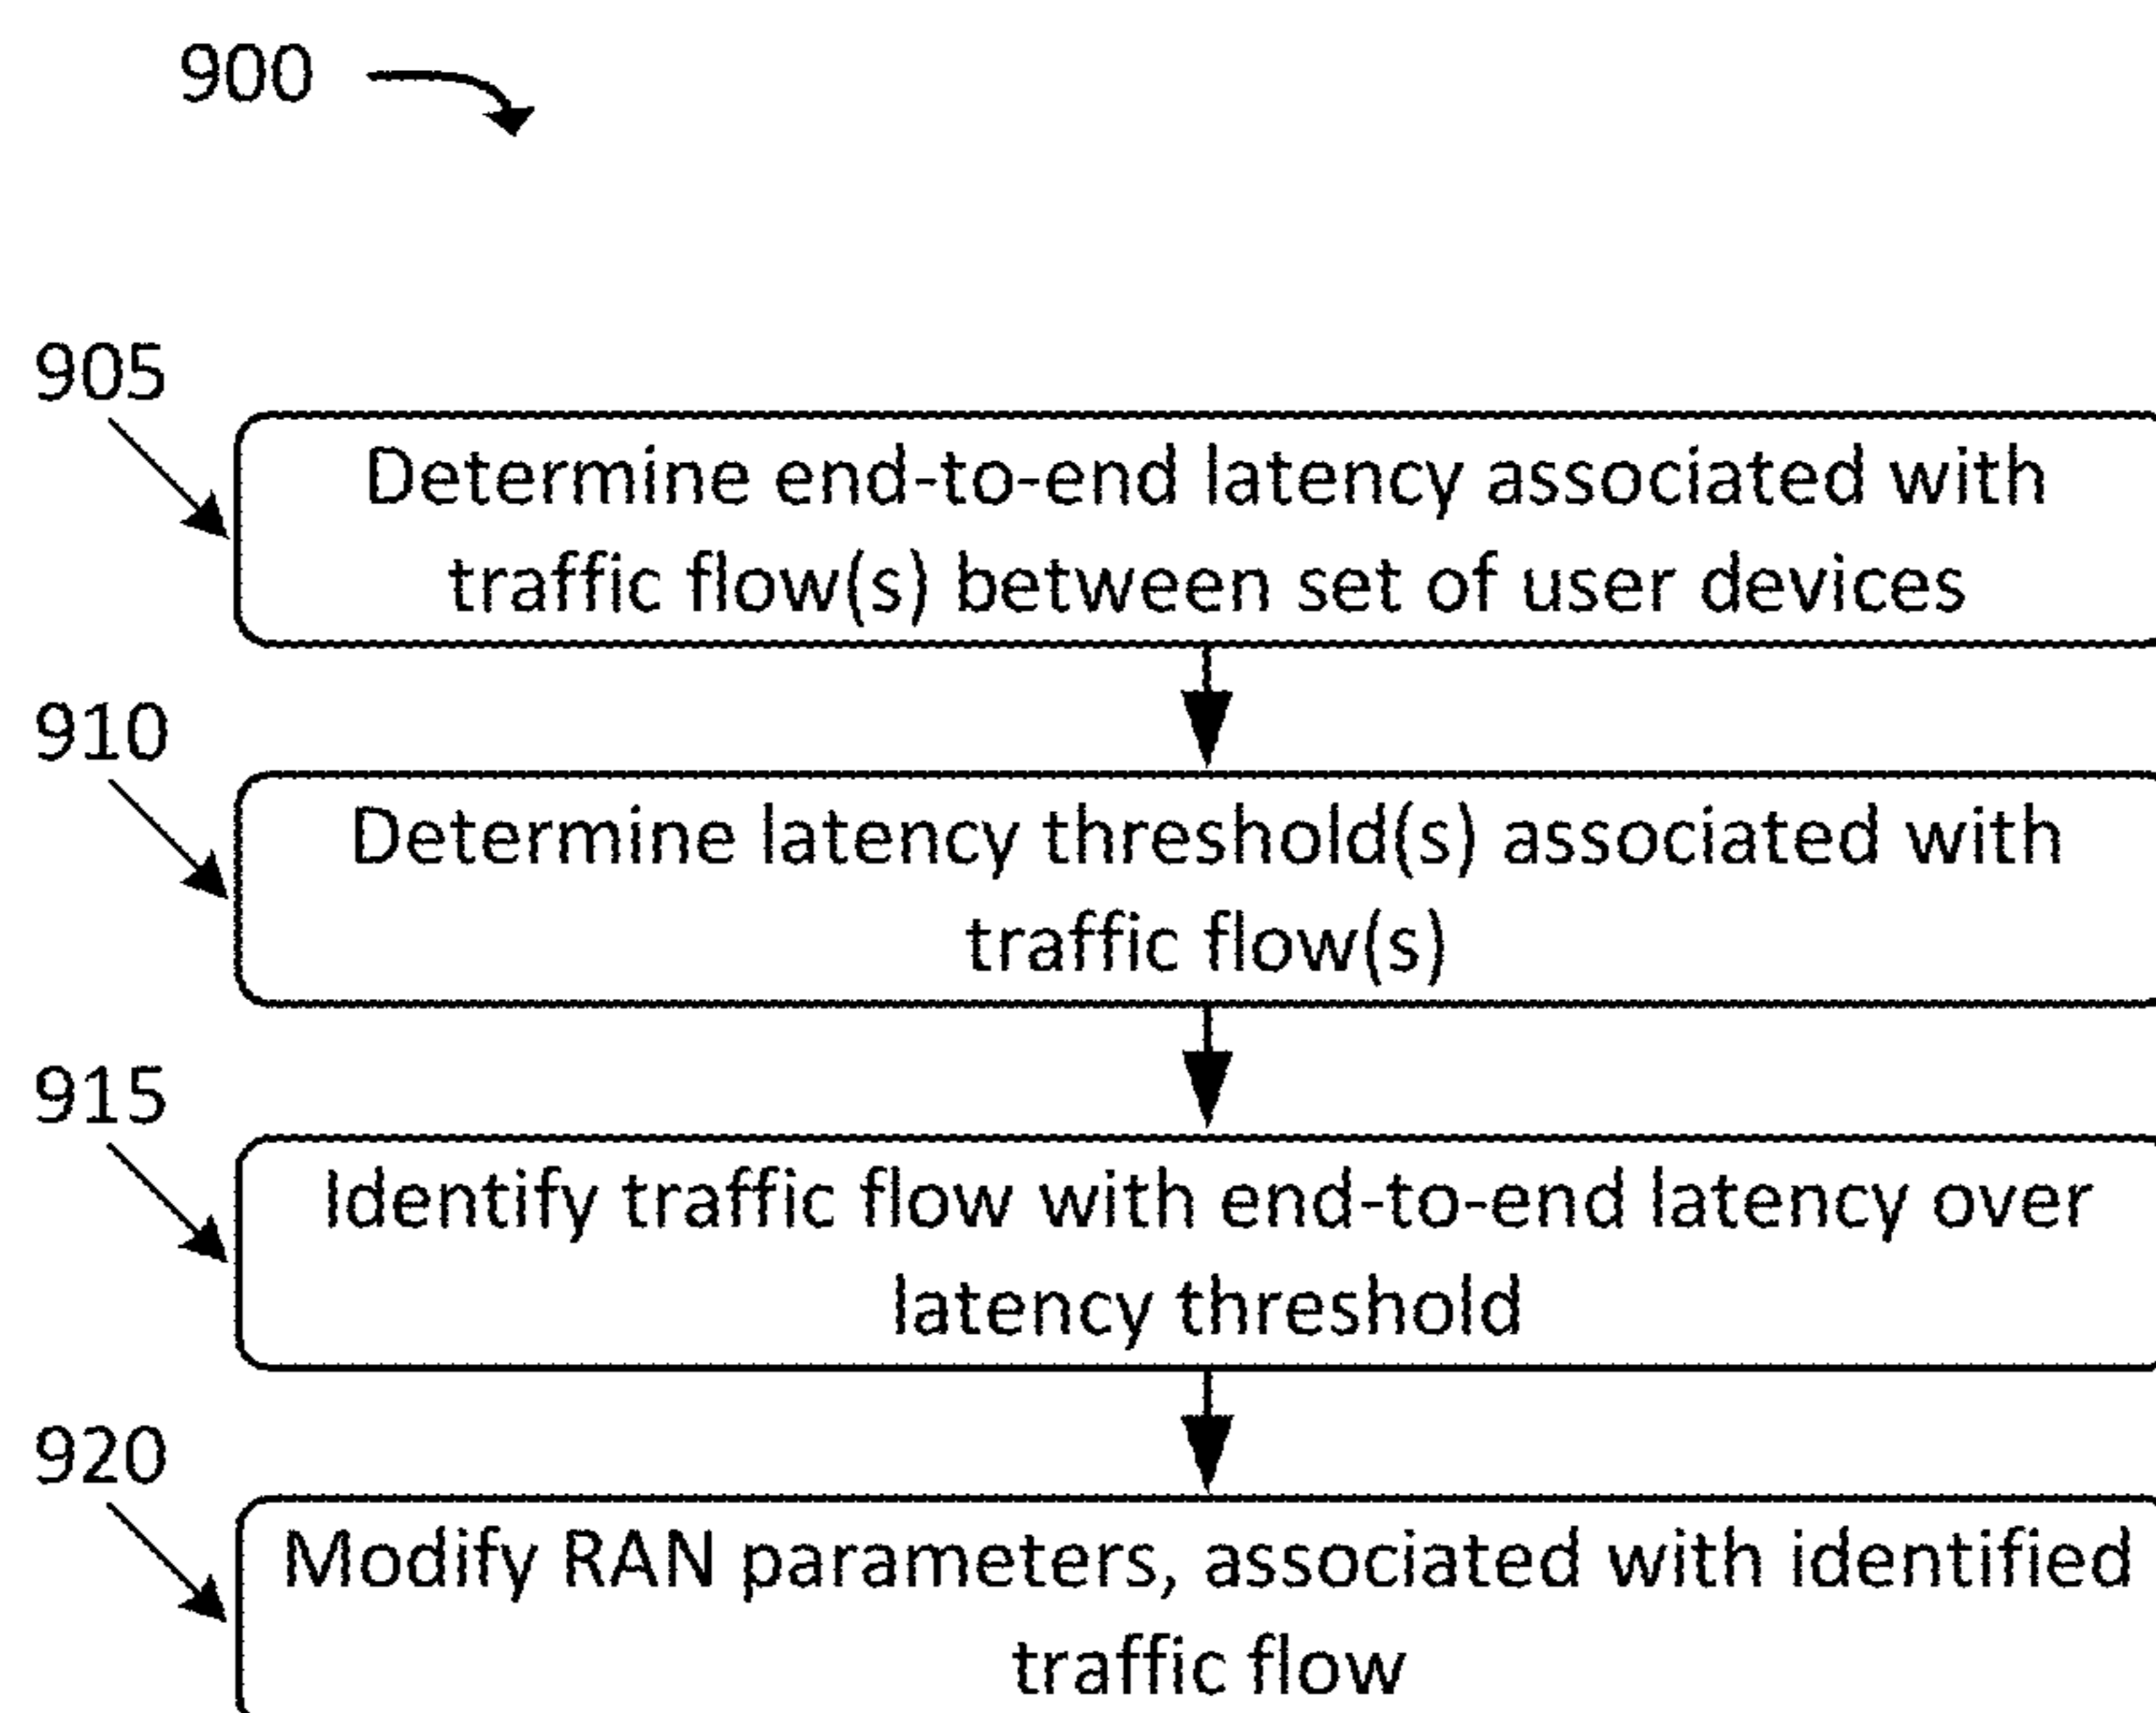 900
905
Determine end-to-end latency associated with
traffic flow(s) between set of user devices
910
Determine latency threshold(s) associated with
traffic flow(s)
915
Identify traffic flow with end-to-end latency over
latency threshold
920
Modify RAN parameters, associated with identified
traffic flow